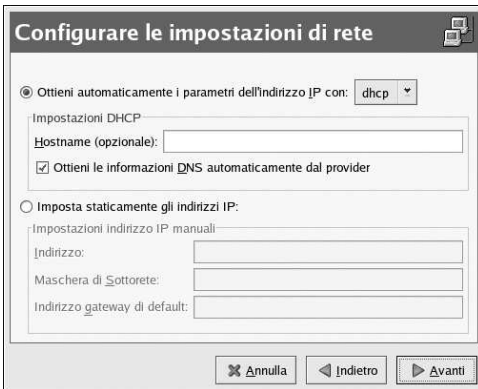 Configurare le impostazioni di rete
Ottieni automaticamente i parametri dell'indirizzo IP con: dhcp
Impostazioni DHCP
Hostname (opzionale):
Ottieni le informazioni DNS automaticamente dal provider
Imposta staticamente gli indirizzi IP:
Impostazioni indirizzo IP manuali
Indirizzo:
Maschera di Sottorete:
Indirizzo gateway di default:
Annulla Indietro Avanti